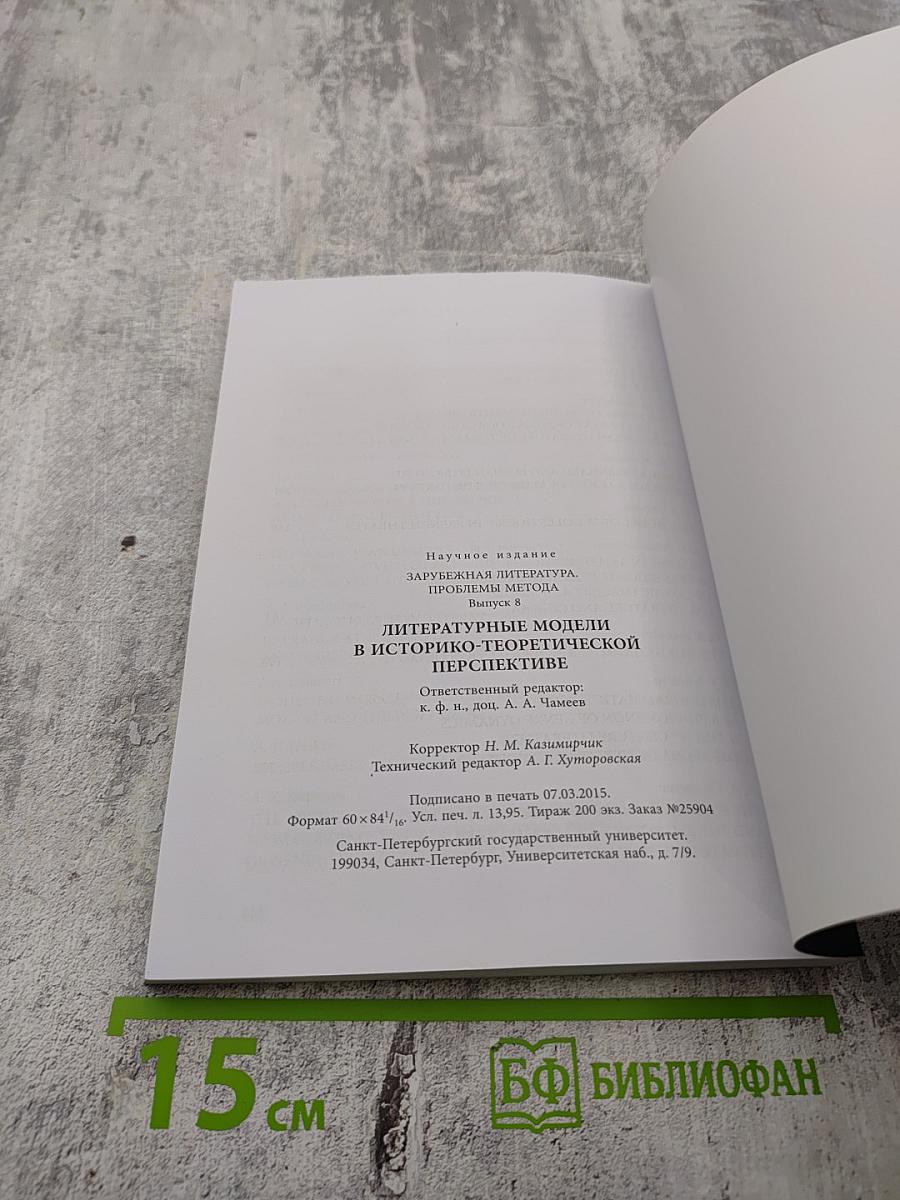 Научное издание
ЗАРУБЕЖНАЯ ЛИТЕРАТУРА.
ПРОБЛЕМЫ МЕТОДА
Выпуск 8
ЛИТЕРАТУРНЫЕ МОДЕЛИ
В ИСТОРИКО-ТЕОРЕТИЧЕСКОЙ
ПЕРСПЕКТИВЕ
Ответственный редактор:
к. ф. н., доц. А. А. Чамеев
Корректор Н. М. Казимирчик
Технический редактор А. Г. Хуторовская
Подписано в печать 07.03.2015.
Формат 60×84¹/₁₆. Усл. печ. л. 13,95. Тираж 200 экз. Заказ №25904
Санкт-Петербургский государственный университет.
199034, Санкт-Петербург, Университетская наб., д. 7/9.
15 см
БФ БИБЛИОФАН